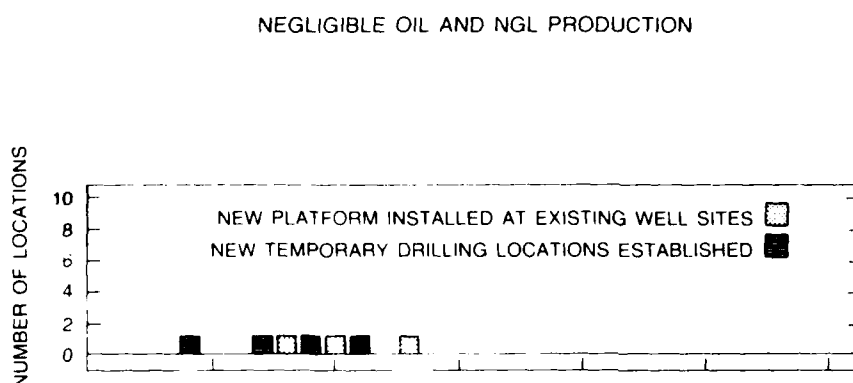 NEGLIGIBLE OIL AND NGL PRODUCTION
NUMBER OF LOCATIONS
10
8
6
4
2
0
NEW PLATFORM INSTALLED AT EXISTING WELL SITES
NEW TEMPORARY DRILLING LOCATIONS ESTABLISHED